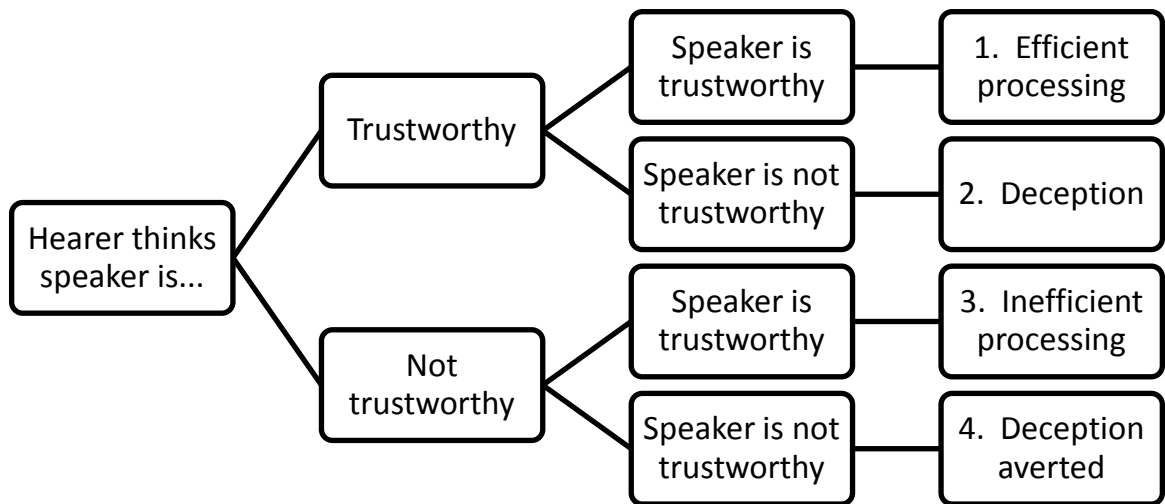 Hearer thinks
speaker is...
Trustworthy
Speaker is
trustworthy
1. Efficient
processing
Speaker is not
trustworthy
2. Deception
Not
trustworthy
Speaker is
trustworthy
3. Inefficient
processing
Speaker is not
trustworthy
4. Deception
averted